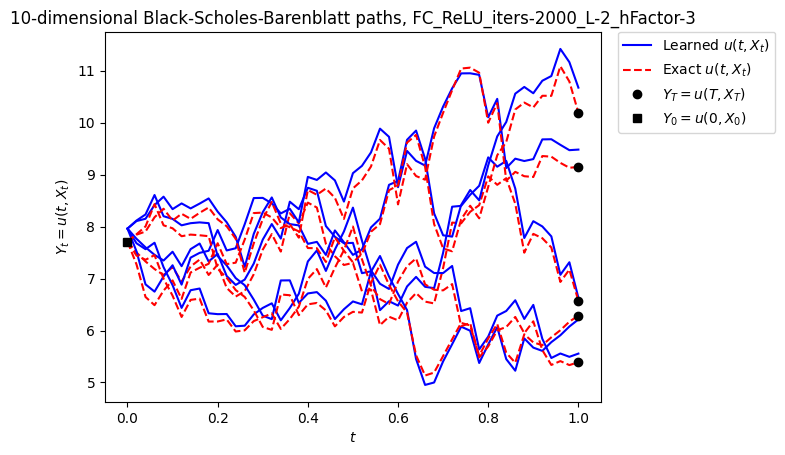 10-dimensional Black-Scholes-Barenblatt paths, FC_ReLU_iters-2000_L-2_hFactor-3
Learned u(t, X_t)
Exact u(t, X_t)
Y_T = u(T, X_T)
Y_0 = u(0, X_0)
Y_t = u(t, X_t)
11
10
9
8
7
6
5
0.0 0.2 0.4 0.6 0.8 1.0
t